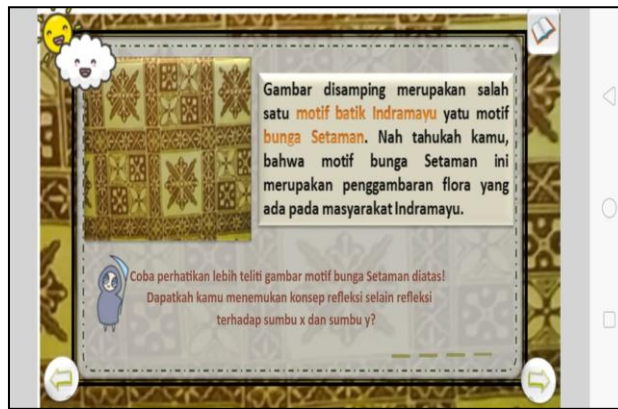 Gambar disamping merupakan salah
satu motif batik Indramayu yatu motif
bunga Setaman. Nah tahukah kamu,
bahwa motif bunga Setaman ini
merupakan penggambaran flora yang
ada pada masyarakat Indramayu.
Coba perhatikan lebih teliti gambar motif bunga Setaman diatas!
Dapatkah kamu menemukan konsep refleksi selain refleksi
terhadap sumbu x dan sumbu y?